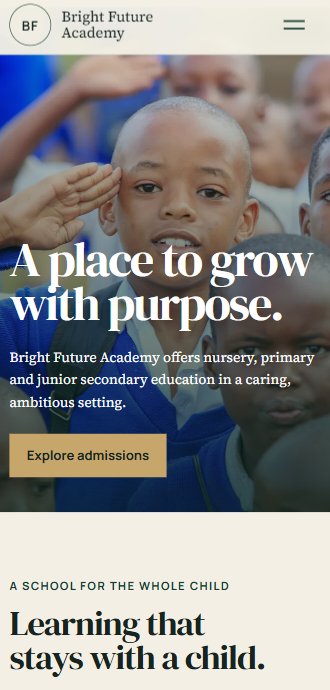 BF
Bright Future
Academy
A place to grow
with purpose.
Bright Future Academy offers nursery, primary
and junior secondary education in a caring,
ambitious setting.
Explore admissions
A SCHOOL FOR THE WHOLE CHILD
Learning that
stays with a child.